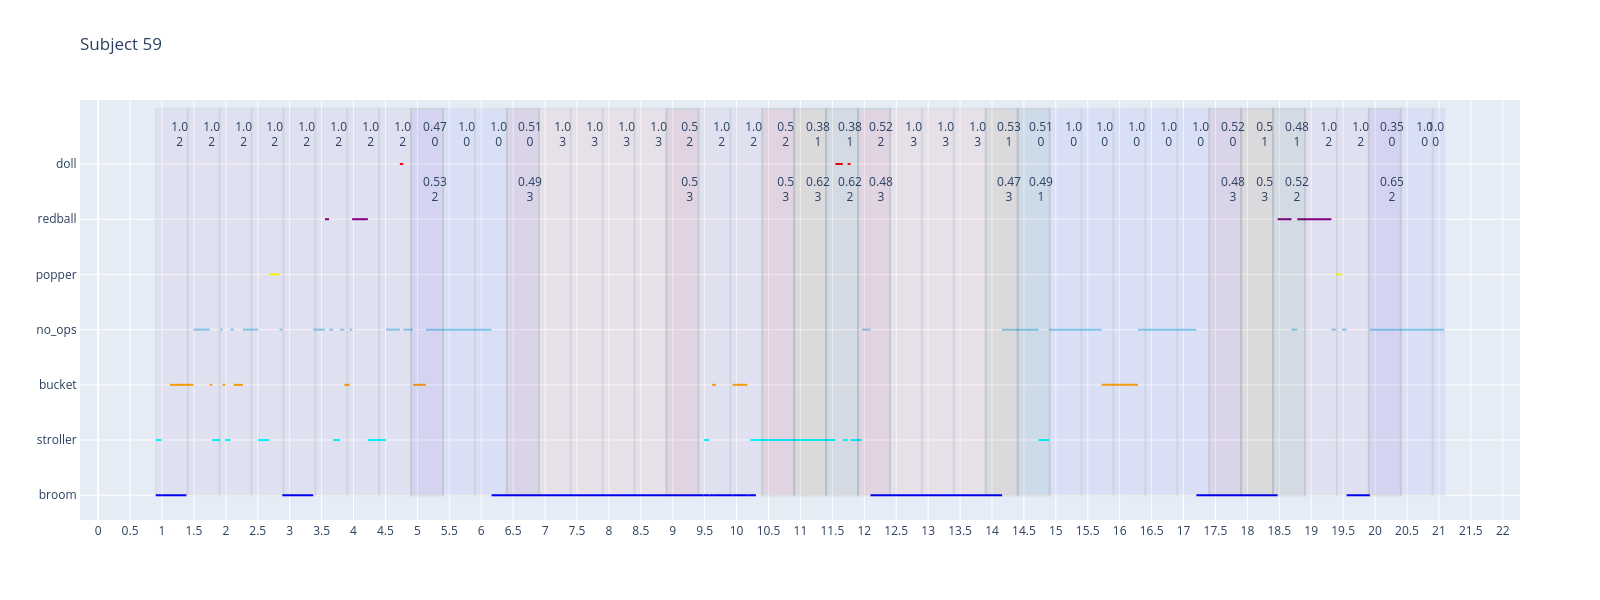 Subject 59
1.0 1.0 1.0 1.0 1.0 1.0 1.0 1.0 0.47 1.0 1.0 0.51 1.0 1.0 1.0 1.0 0.5 1.0 1.0 0.5 0.38 0.38 0.52 1.0 1.0 1.0 0.53 0.51 1.0 1.0 1.0 1.0 1.0 0.52 0.5 0.48 1.0 1.0 0.35 1.0 1.0
2 2 2 2 2 2 2 2 0 0 0 0 3 3 3 3 2 2 2 2 1 1 2 3 3 3 1 0 0 0 0 0 0 0 1 1 2 2 0 0 0
doll
0.53 0.49 0.5 0.5 0.62 0.62 0.48 0.47 0.49 0.48 0.5 0.52 0.65
2 3 3 3 3 2 3 3 1 3 3 2 2
redball
popper
no_ops
bucket
stroller
broom
0 0.5 1 1.5 2 2.5 3 3.5 4 4.5 5 5.5 6 6.5 7 7.5 8 8.5 9 9.5 10 10.5 11 11.5 12 12.5 13 13.5 14 14.5 15 15.5 16 16.5 17 17.5 18 18.5 19 19.5 20 20.5 21 21.5 22